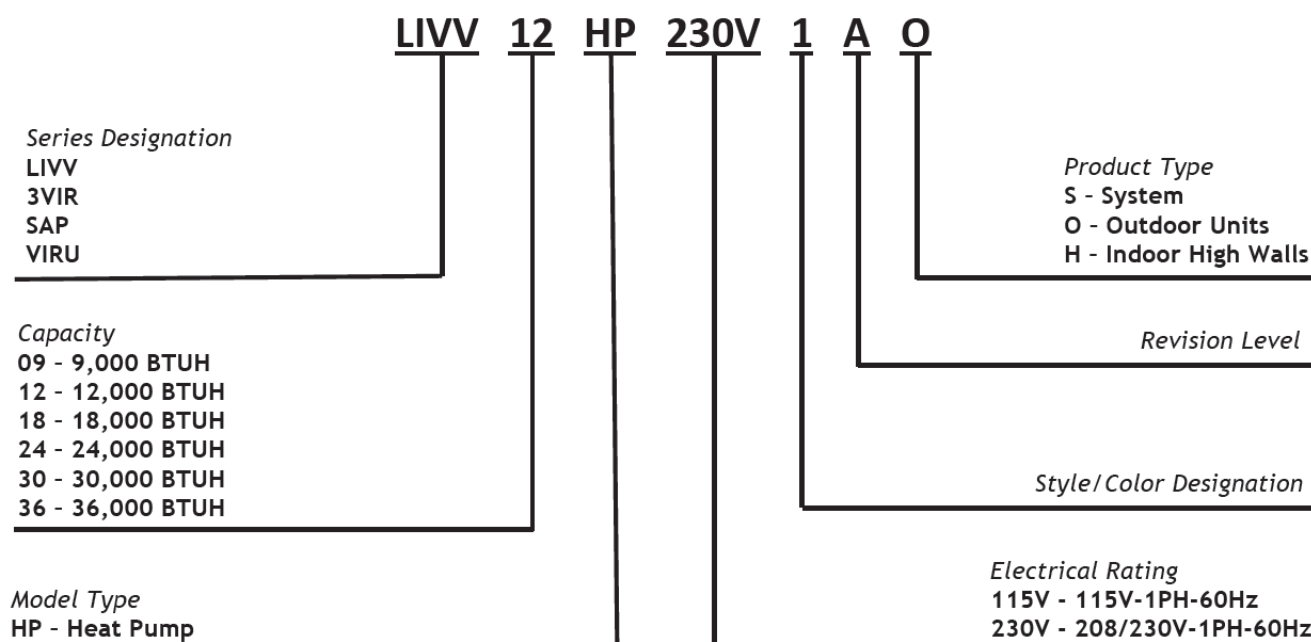 LIVV 12 HP 230V 1 A O
Series Designation
LIVV
3VIR
SAP
VIRU
Product Type
S – System
O – Outdoor Units
H – Indoor High Walls
Capacity
09 – 9,000 BTUH
12 – 12,000 BTUH
18 – 18,000 BTUH
24 – 24,000 BTUH
30 – 30,000 BTUH
36 – 36,000 BTUH
Revision Level
Style/Color Designation
Model Type
HP – Heat Pump
Electrical Rating
115V - 115V-1PH-60Hz
230V - 208/230V-1PH-60Hz